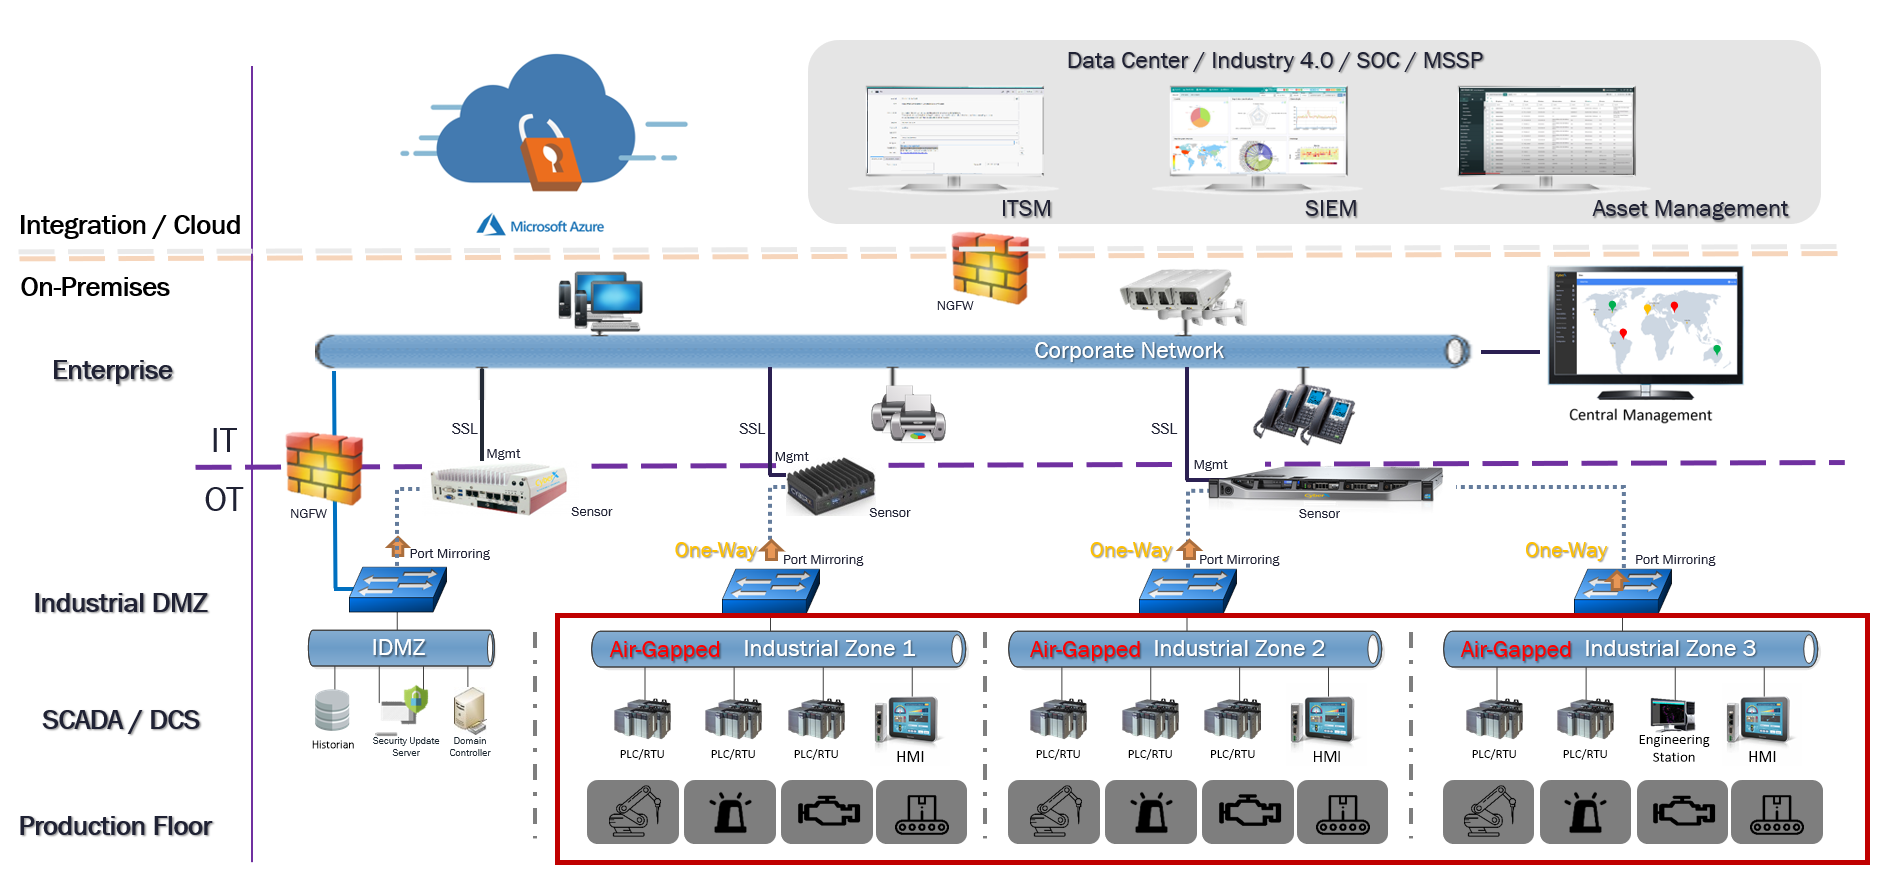 Data Center / Industry 4.0 / SOC / MSSP
ITSM
SIEM
Asset Management
Integration / Cloud
Microsoft Azure
On-Premises
NGFW
Corporate Network
Enterprise
Central Management
IT
SSL
SSL
SSL
Mgmt
Mgmt
Mgmt
OT
NGFW
Sensor
Sensor
Sensor
Port Mirroring
One-Way
Port Mirroring
One-Way
Port Mirroring
One-Way
Port Mirroring
Industrial DMZ
IDMZ
Air-Gapped Industrial Zone 1
Air-Gapped Industrial Zone 2
Air-Gapped Industrial Zone 3
SCADA / DCS
Historian
Security Update
Server
Domain
Controller
PLC/RTU
PLC/RTU
PLC/RTU
HMI
PLC/RTU
PLC/RTU
PLC/RTU
HMI
PLC/RTU
PLC/RTU
Engineering
Station
HMI
Production Floor